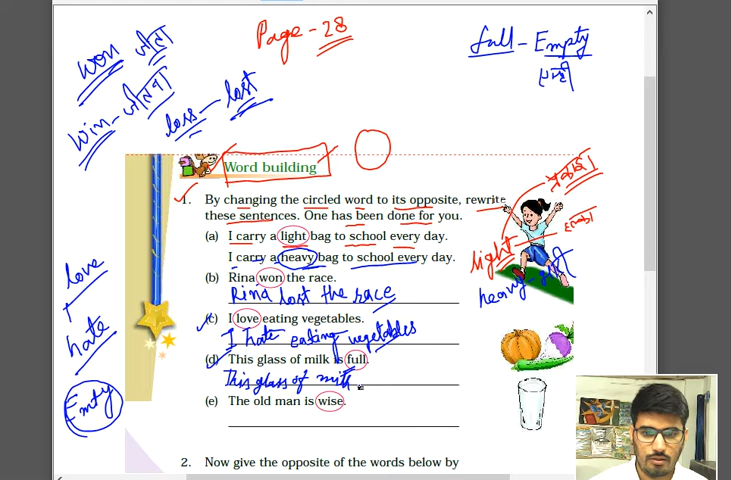 Page - 28
Won जीता
Win - जीतना
loss - lost
full - Empty
Word building
1. By changing the circled word to its opposite, rewrite
these sentences. One has been done for you.
(a) I carry a light bag to school every day.
I carry a heavy bag to school every day.
(b) Rina won the race.
Rina lost the race
(c) I love eating vegetables.
I hate eating vegetables
(d) This glass of milk is full.
This glass of milk
(e) The old man is wise.
love
hate
Emty
light
heavy
2. Now give the opposite of the words below by